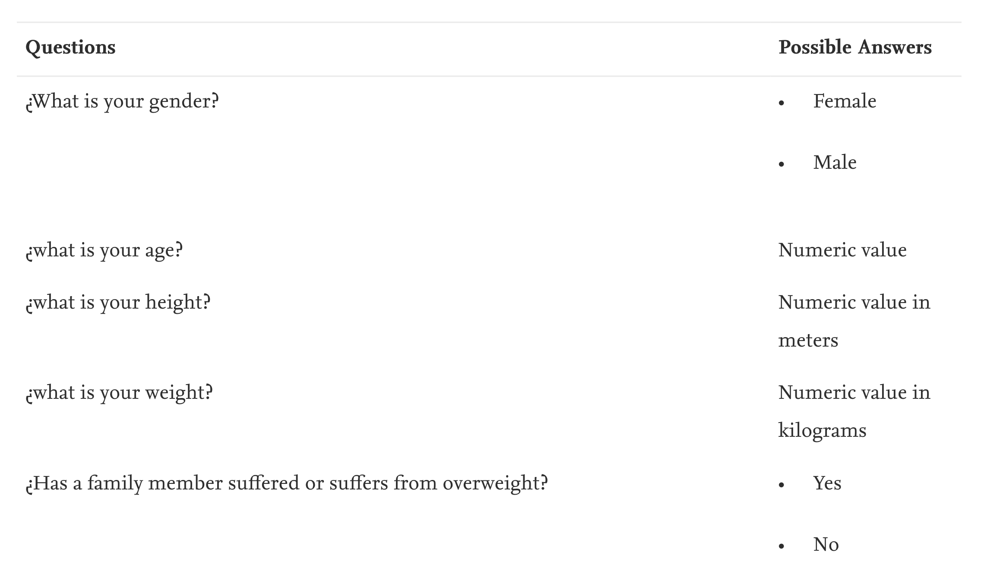 Questions Possible Answers
¿What is your gender? • Female
• Male
¿what is your age? Numeric value
¿what is your height? Numeric value in
meters
¿what is your weight? Numeric value in
kilograms
¿Has a family member suffered or suffers from overweight? • Yes
• No